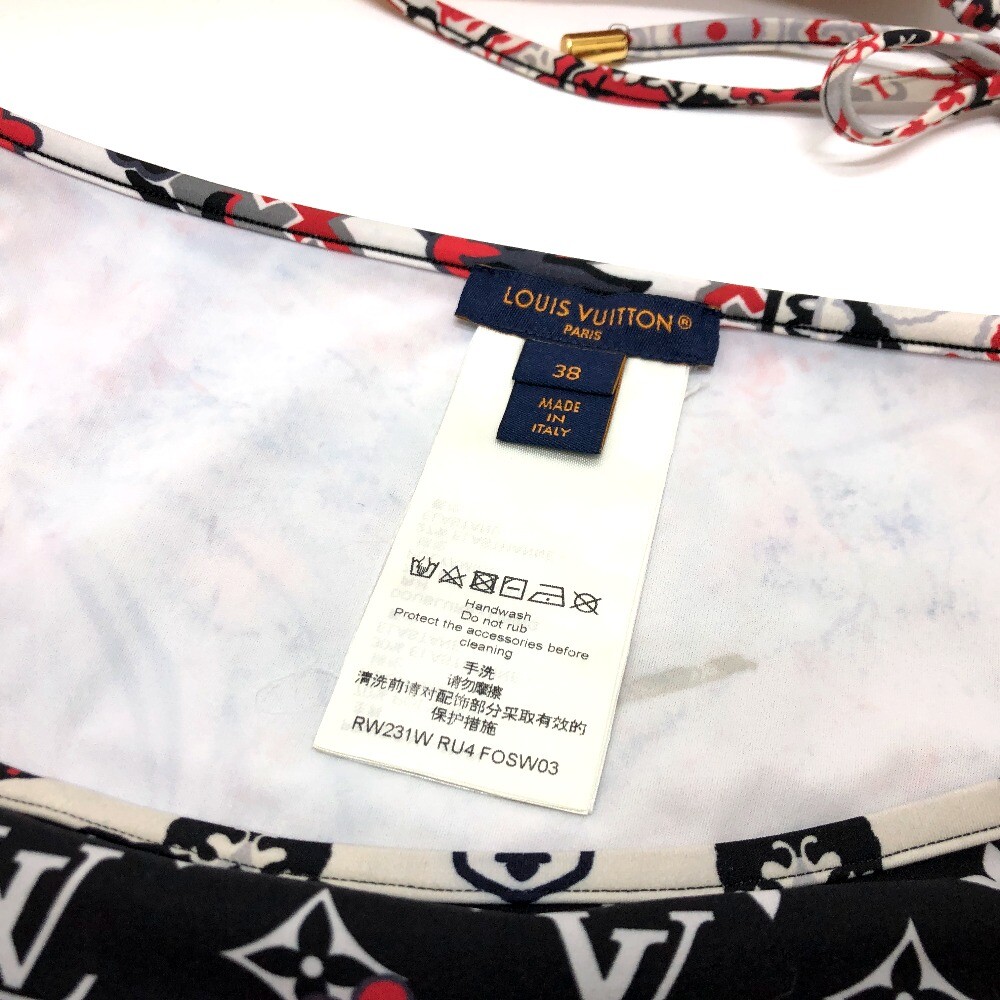 LOUIS VUITTON®
PARIS
38
MADE
IN
ITALY
Handwash
Do not rub
Protect the accessories before
cleaning
手洗
请勿摩擦
清洗前请对配饰部分采取有效的
保护措施
RW231W RU4 FOSW03